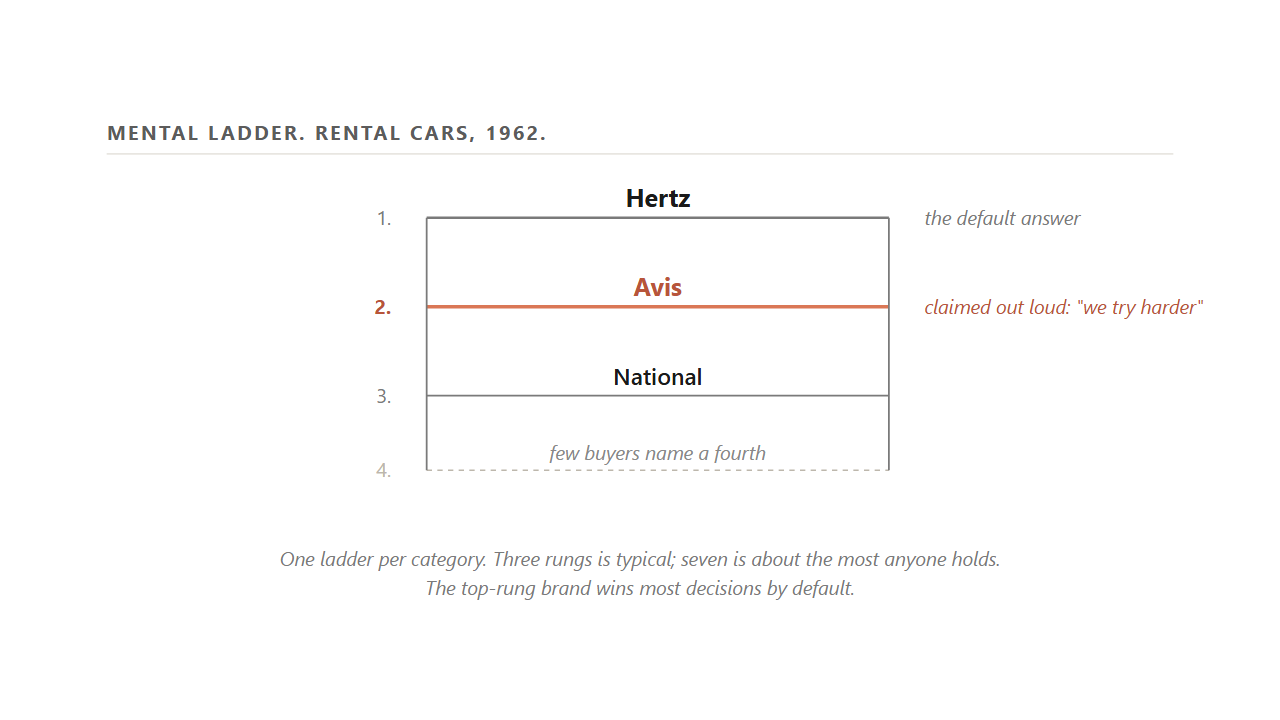 MENTAL LADDER. RENTAL CARS, 1962.
Hertz
1.
the default answer
Avis
2.
claimed out loud: "we try harder"
National
3.
few buyers name a fourth
4.
One ladder per category. Three rungs is typical; seven is about the most anyone holds.
The top-rung brand wins most decisions by default.